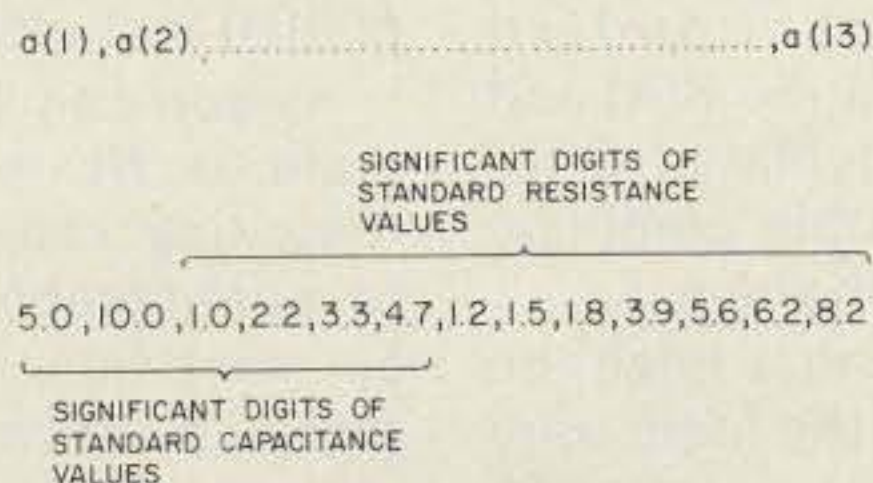 a(1),a(2)..........................................,a(13)
SIGNIFICANT DIGITS OF
STANDARD RESISTANCE
VALUES
5.0,10.0,1.0,2.2,3.3,4.7,1.2,1.5,1.8,3.9,5.6,6.2,8.2
SIGNIFICANT DIGITS OF
STANDARD CAPACITANCE
VALUES